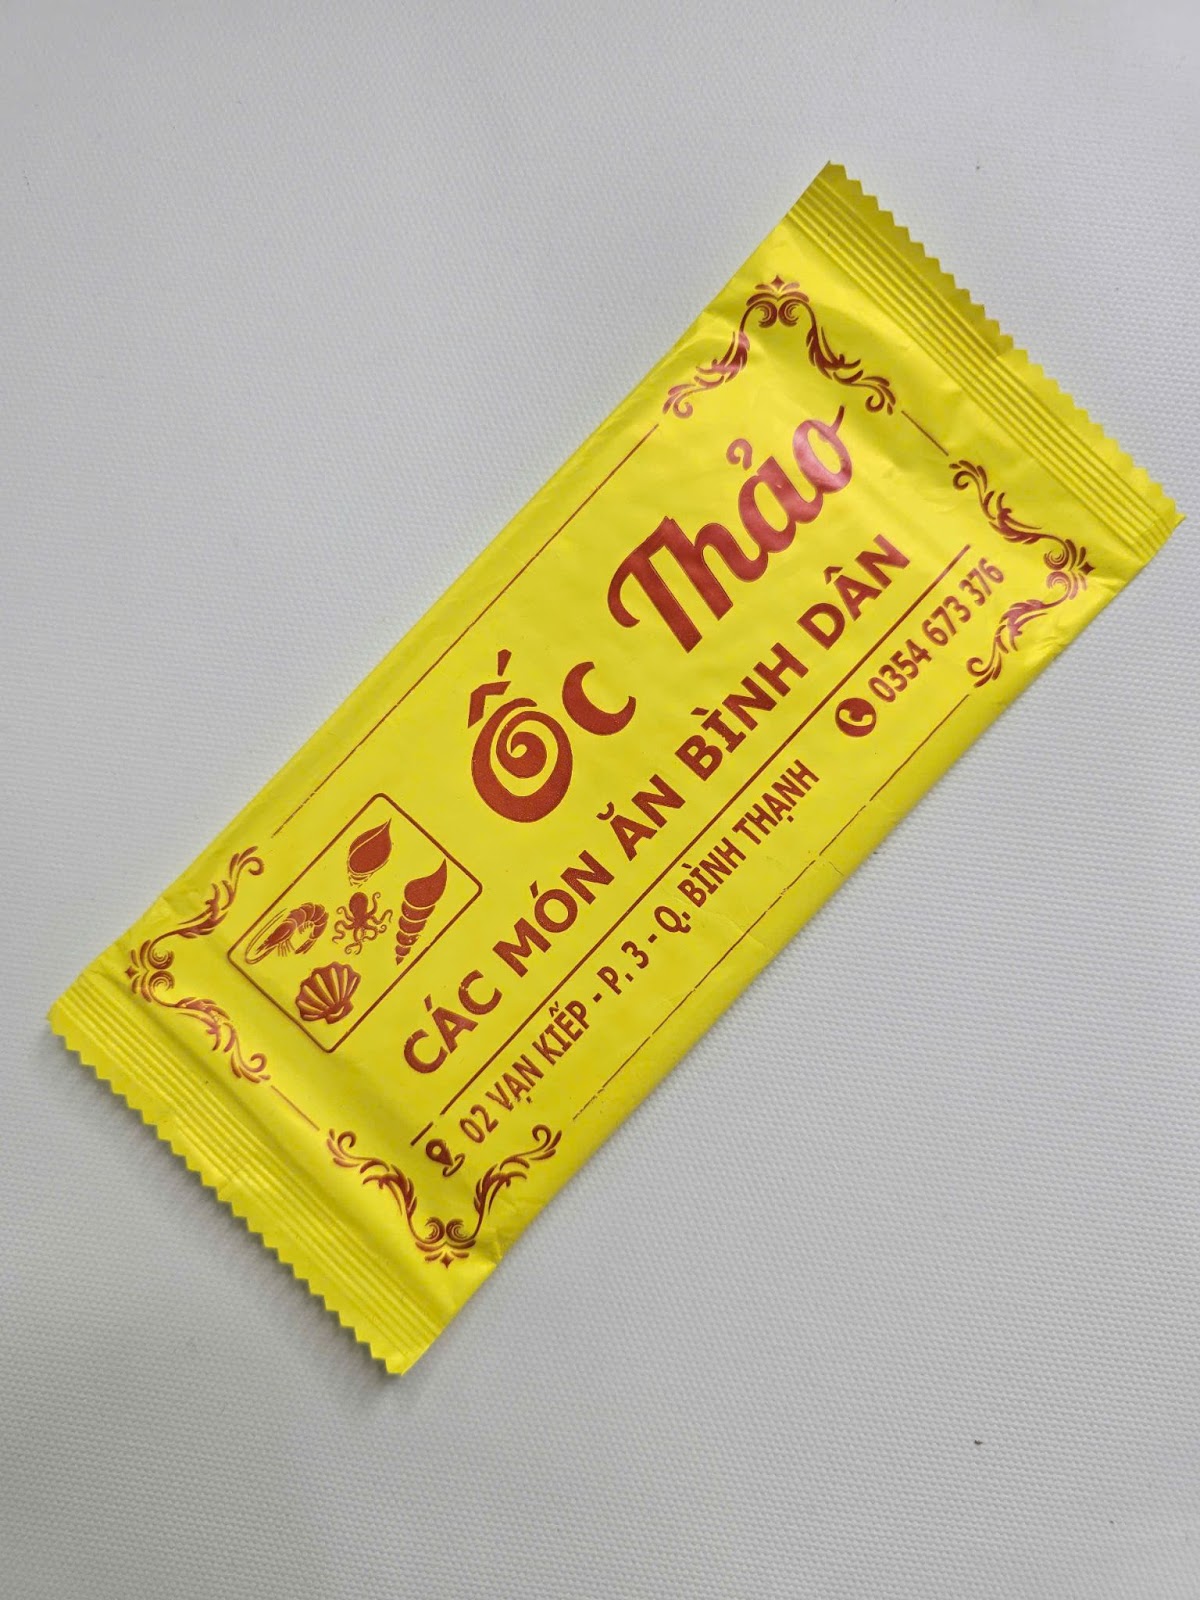 Ốc Thảo
CÁC MÓN ĂN BÌNH DÂN
02 VẠN KIẾP - P. 3 - Q. BÌNH THẠNH 0354 673 376